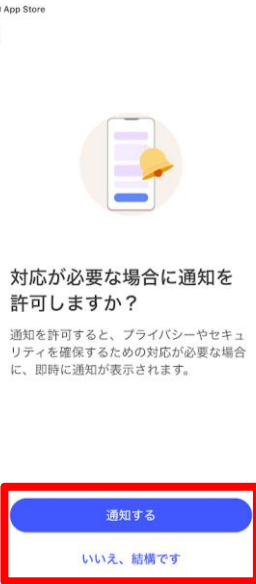 App Store
対応が必要な場合に通知を
許可しますか？
通知を許可すると、プライバシーやセキュ
リティを確保するための対応が必要な場合
に、即時に通知が表示されます。
通知する
いいえ、結構です